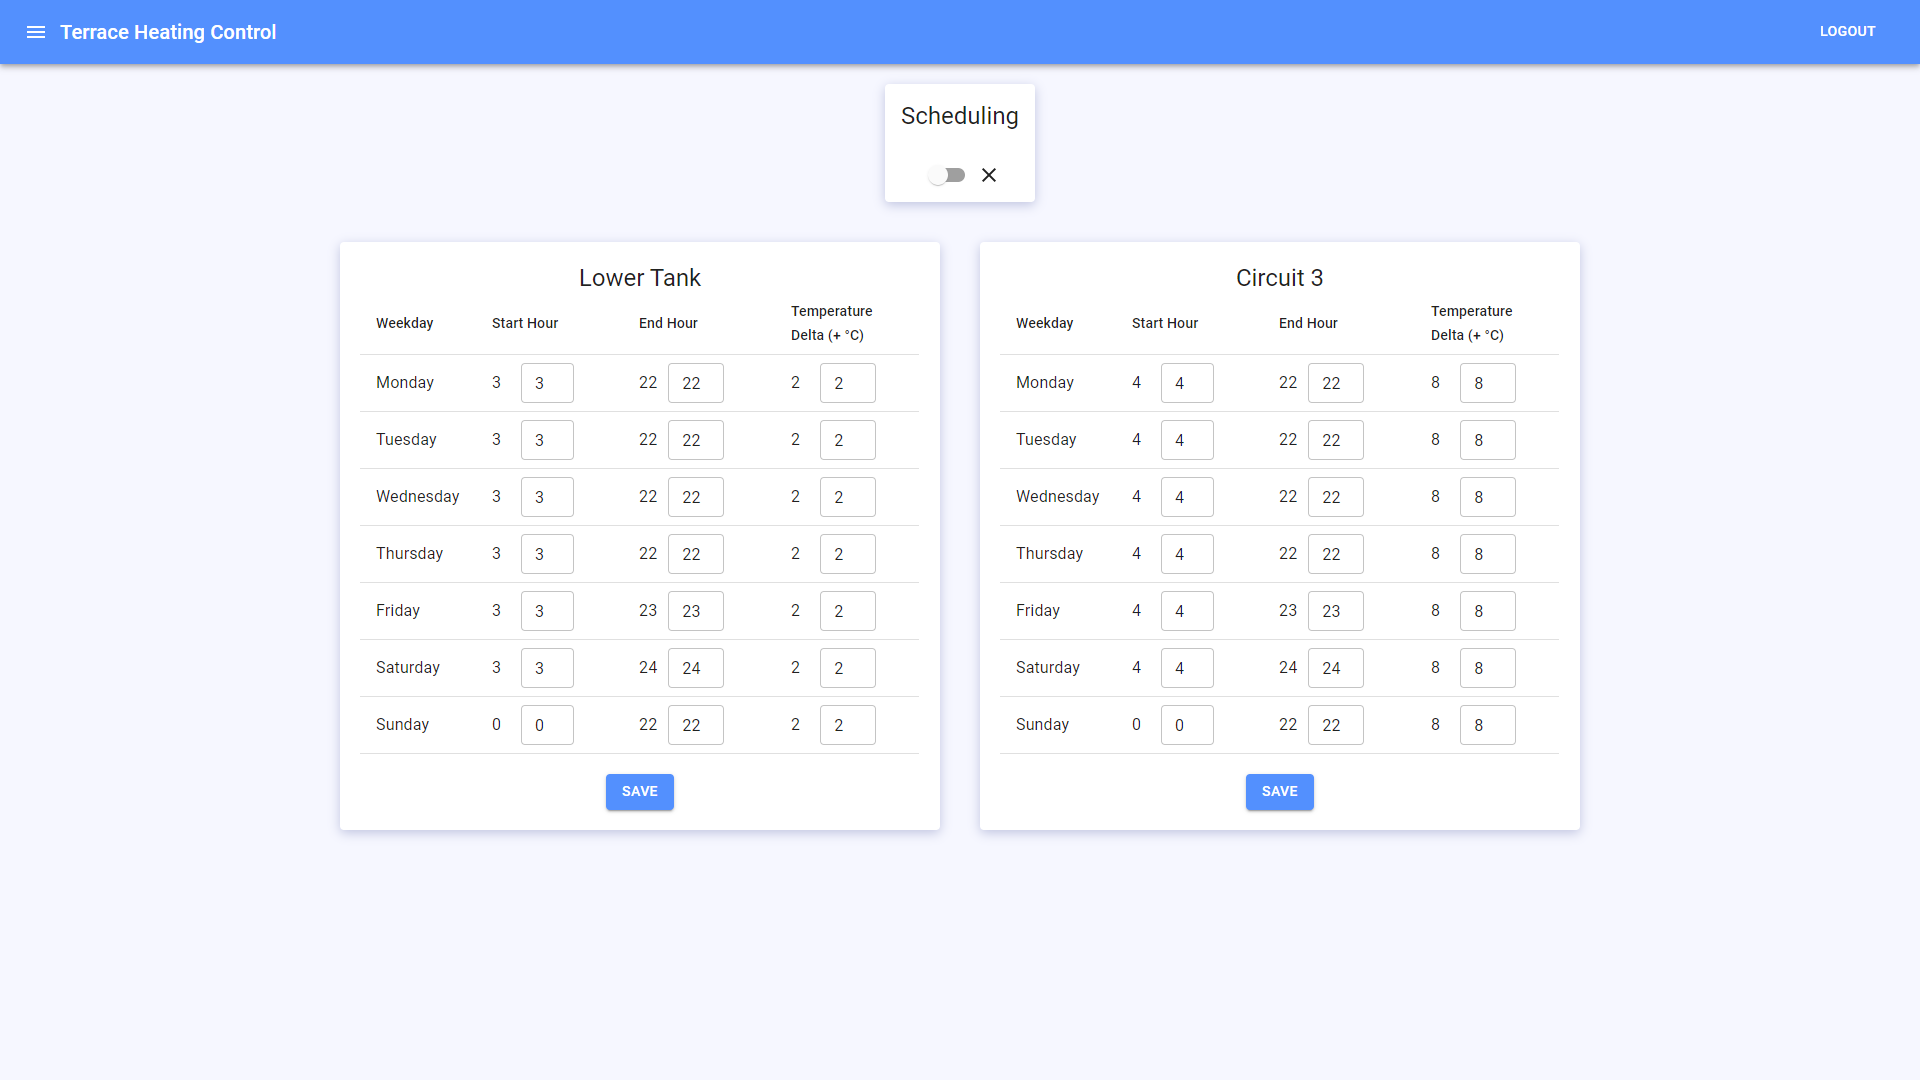 Terrace Heating Control
LOGOUT
Scheduling
Lower Tank
Weekday Start Hour End Hour Temperature Delta (+ °C)
Monday 3 3 22 22 2 2
Tuesday 3 3 22 22 2 2
Wednesday 3 3 22 22 2 2
Thursday 3 3 22 22 2 2
Friday 3 3 23 23 2 2
Saturday 3 3 24 24 2 2
Sunday 0 0 22 22 2 2
SAVE
Circuit 3
Weekday Start Hour End Hour Temperature Delta (+ °C)
Monday 4 4 22 22 8 8
Tuesday 4 4 22 22 8 8
Wednesday 4 4 22 22 8 8
Thursday 4 4 22 22 8 8
Friday 4 4 23 23 8 8
Saturday 4 4 24 24 8 8
Sunday 0 0 22 22 8 8
SAVE